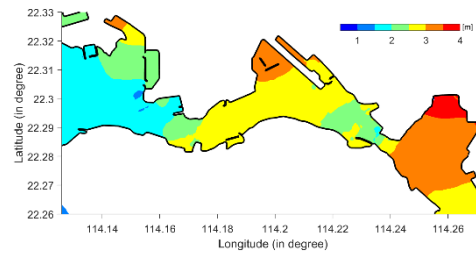 22.33
22.32
22.31
22.3
22.29
22.28
22.27
22.26
Latitude (in degree)
[m]
1 2 3 4
114.14 114.16 114.18 114.2 114.22 114.24 114.26
Longitude (in degree)